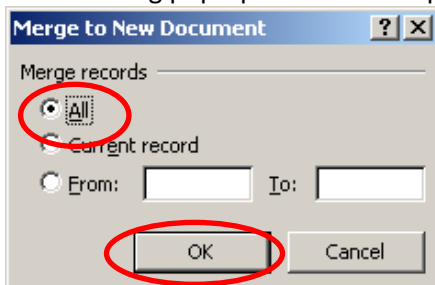 Merge to New Document
Merge records
All
Current record
From: To:
OK Cancel